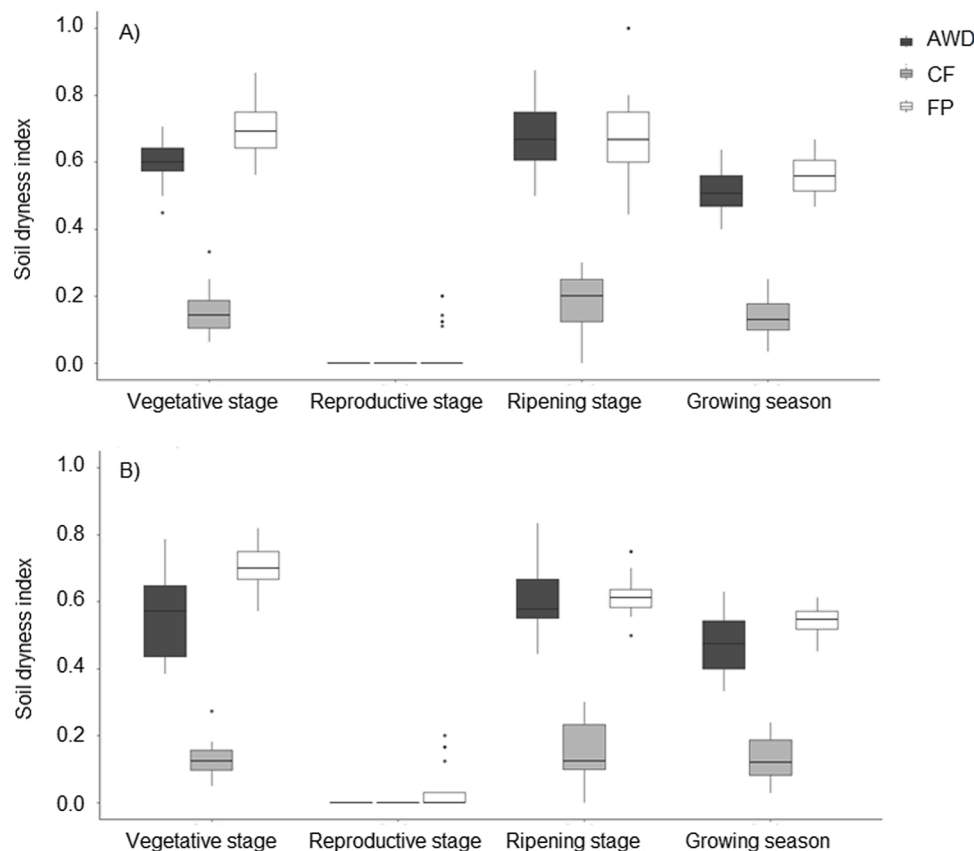 A)
1.0
0.8
0.6
0.4
0.2
0.0
Soil dryness index
Vegetative stage Reproductive stage Ripening stage Growing season
AWD
CF
FP
B)
1.0
0.8
0.6
0.4
0.2
0.0
Soil dryness index
Vegetative stage Reproductive stage Ripening stage Growing season